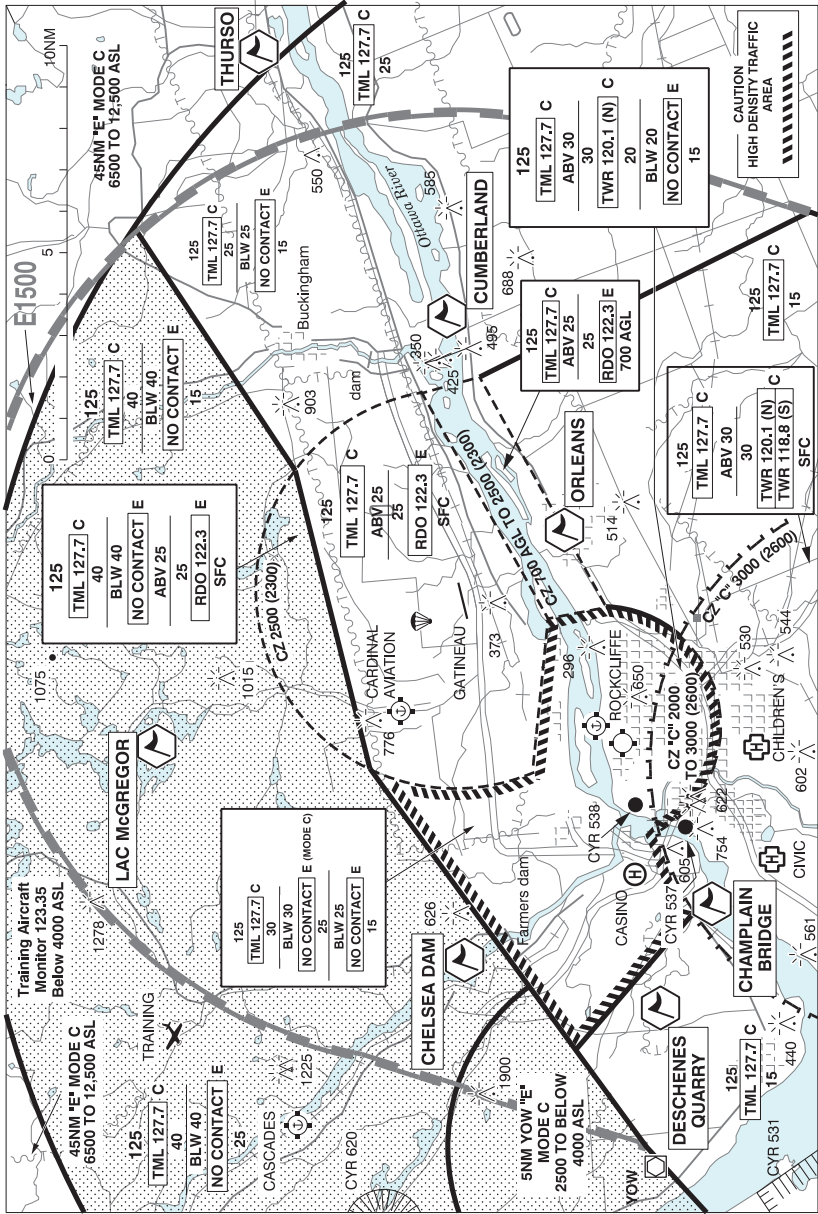 45NM "E" MODE C
6500 TO 12,500 ASL
125
TML 127.7 C
40
BLW 40
NO CONTACT E
25
Training Aircraft
Monitor 123.35
Below 4000 ASL
TRAINING
1278
LAC McGREGOR
1075
1015
125
TML 127.7 C
40
BLW 40
NO CONTACT E
ABV 25
25 E
RDO 122.3
SFC
E1500
0
5
10NM
125
TML 127.7 C
40
BLW 40
NO CONTACT E
15
45NM "E" MODE C
6500 TO 12,500 ASL
THURSO
125
TML 127.7 C
25
BLW 25
NO CONTACT E
15
550
125
TML 127.7 C
25
CASCADES
1225
CYR 620
125
TML 127.7 C
30
BLW 30
NO CONTACT E (MODE C)
25
BLW 25
NO CONTACT E
15
CZ 2500 (2300)
903
Buckingham
dam
CHELSEA DAM
626
Farmers dam
776
CARDINAL
AVIATION
GATINEAU
373
125
TML 127.7 C
ABV 25
25
RDO 122.3 E
SFC
350
425
495
CUMBERLAND
585
Ottawa River
688
1900
5NM YOW "E"
MODE C
2500 TO BELOW
4000 ASL
CZ 700 AGL TO 2500 (2300)
125
TML 127.7 C
ABV 25
25
RDO 122.3 E
700 AGL
125
TML 127.7 C
ABV 30
30
TWR 120.1 (N) C
20
BLW 20
NO CONTACT E
15
ORLEANS
514
296
ROCKCLIFFE
650
CYR 538
CASINO
CYR 537
605
754
622
CZ "C" 2000
TO 3000 (2600)
CZ "C" 3000 (2600)
YOW
DESCHENES
QUARRY
CHAMPLAIN
BRIDGE
125
TML 127.7 C
15
440
561
CYR 531
CIVIC
602
CHILDREN'S
530
544
125
TML 127.7 C
ABV 30
30
TWR 120.1 (N) C
TWR 118.8 (S)
SFC
125
TML 127.7 C
15
CAUTION
HIGH DENSITY TRAFFIC
AREA